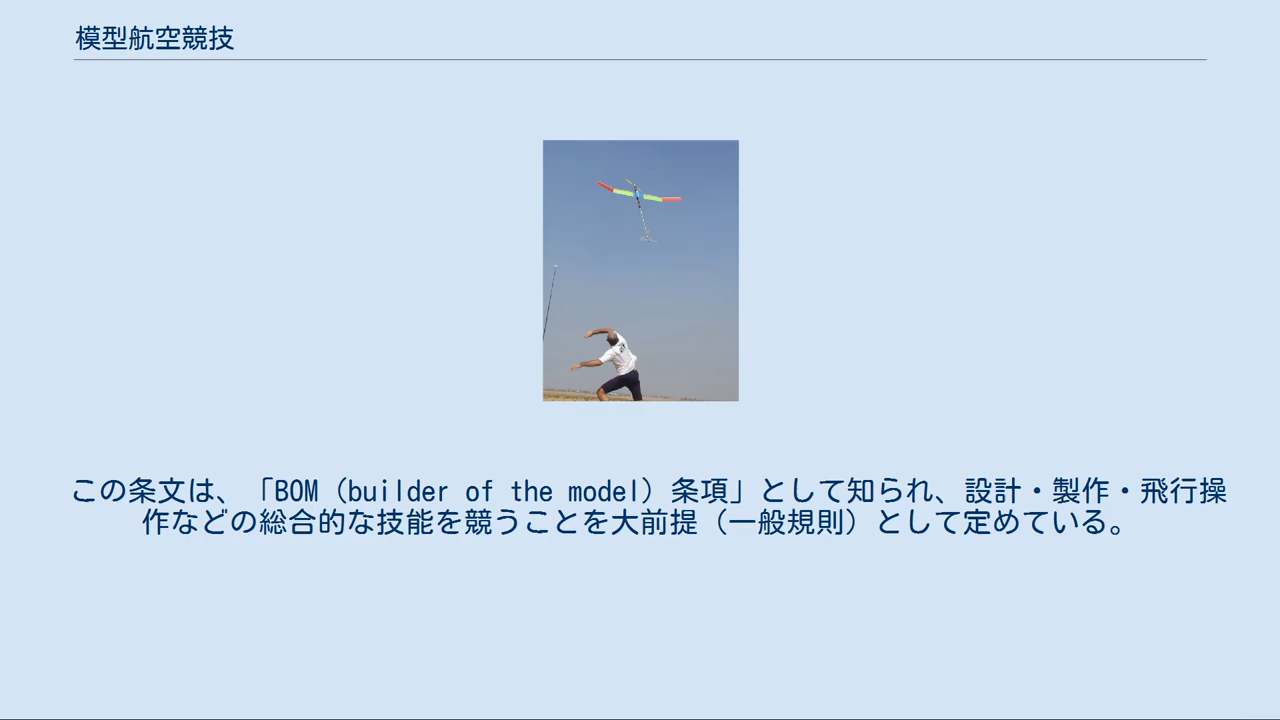 模型航空競技
この条文は、「BOM（builder of the model）条項」として知られ、設計・製作・飛行操
作などの総合的な技能を競うことを大前提（一般規則）として定めている。